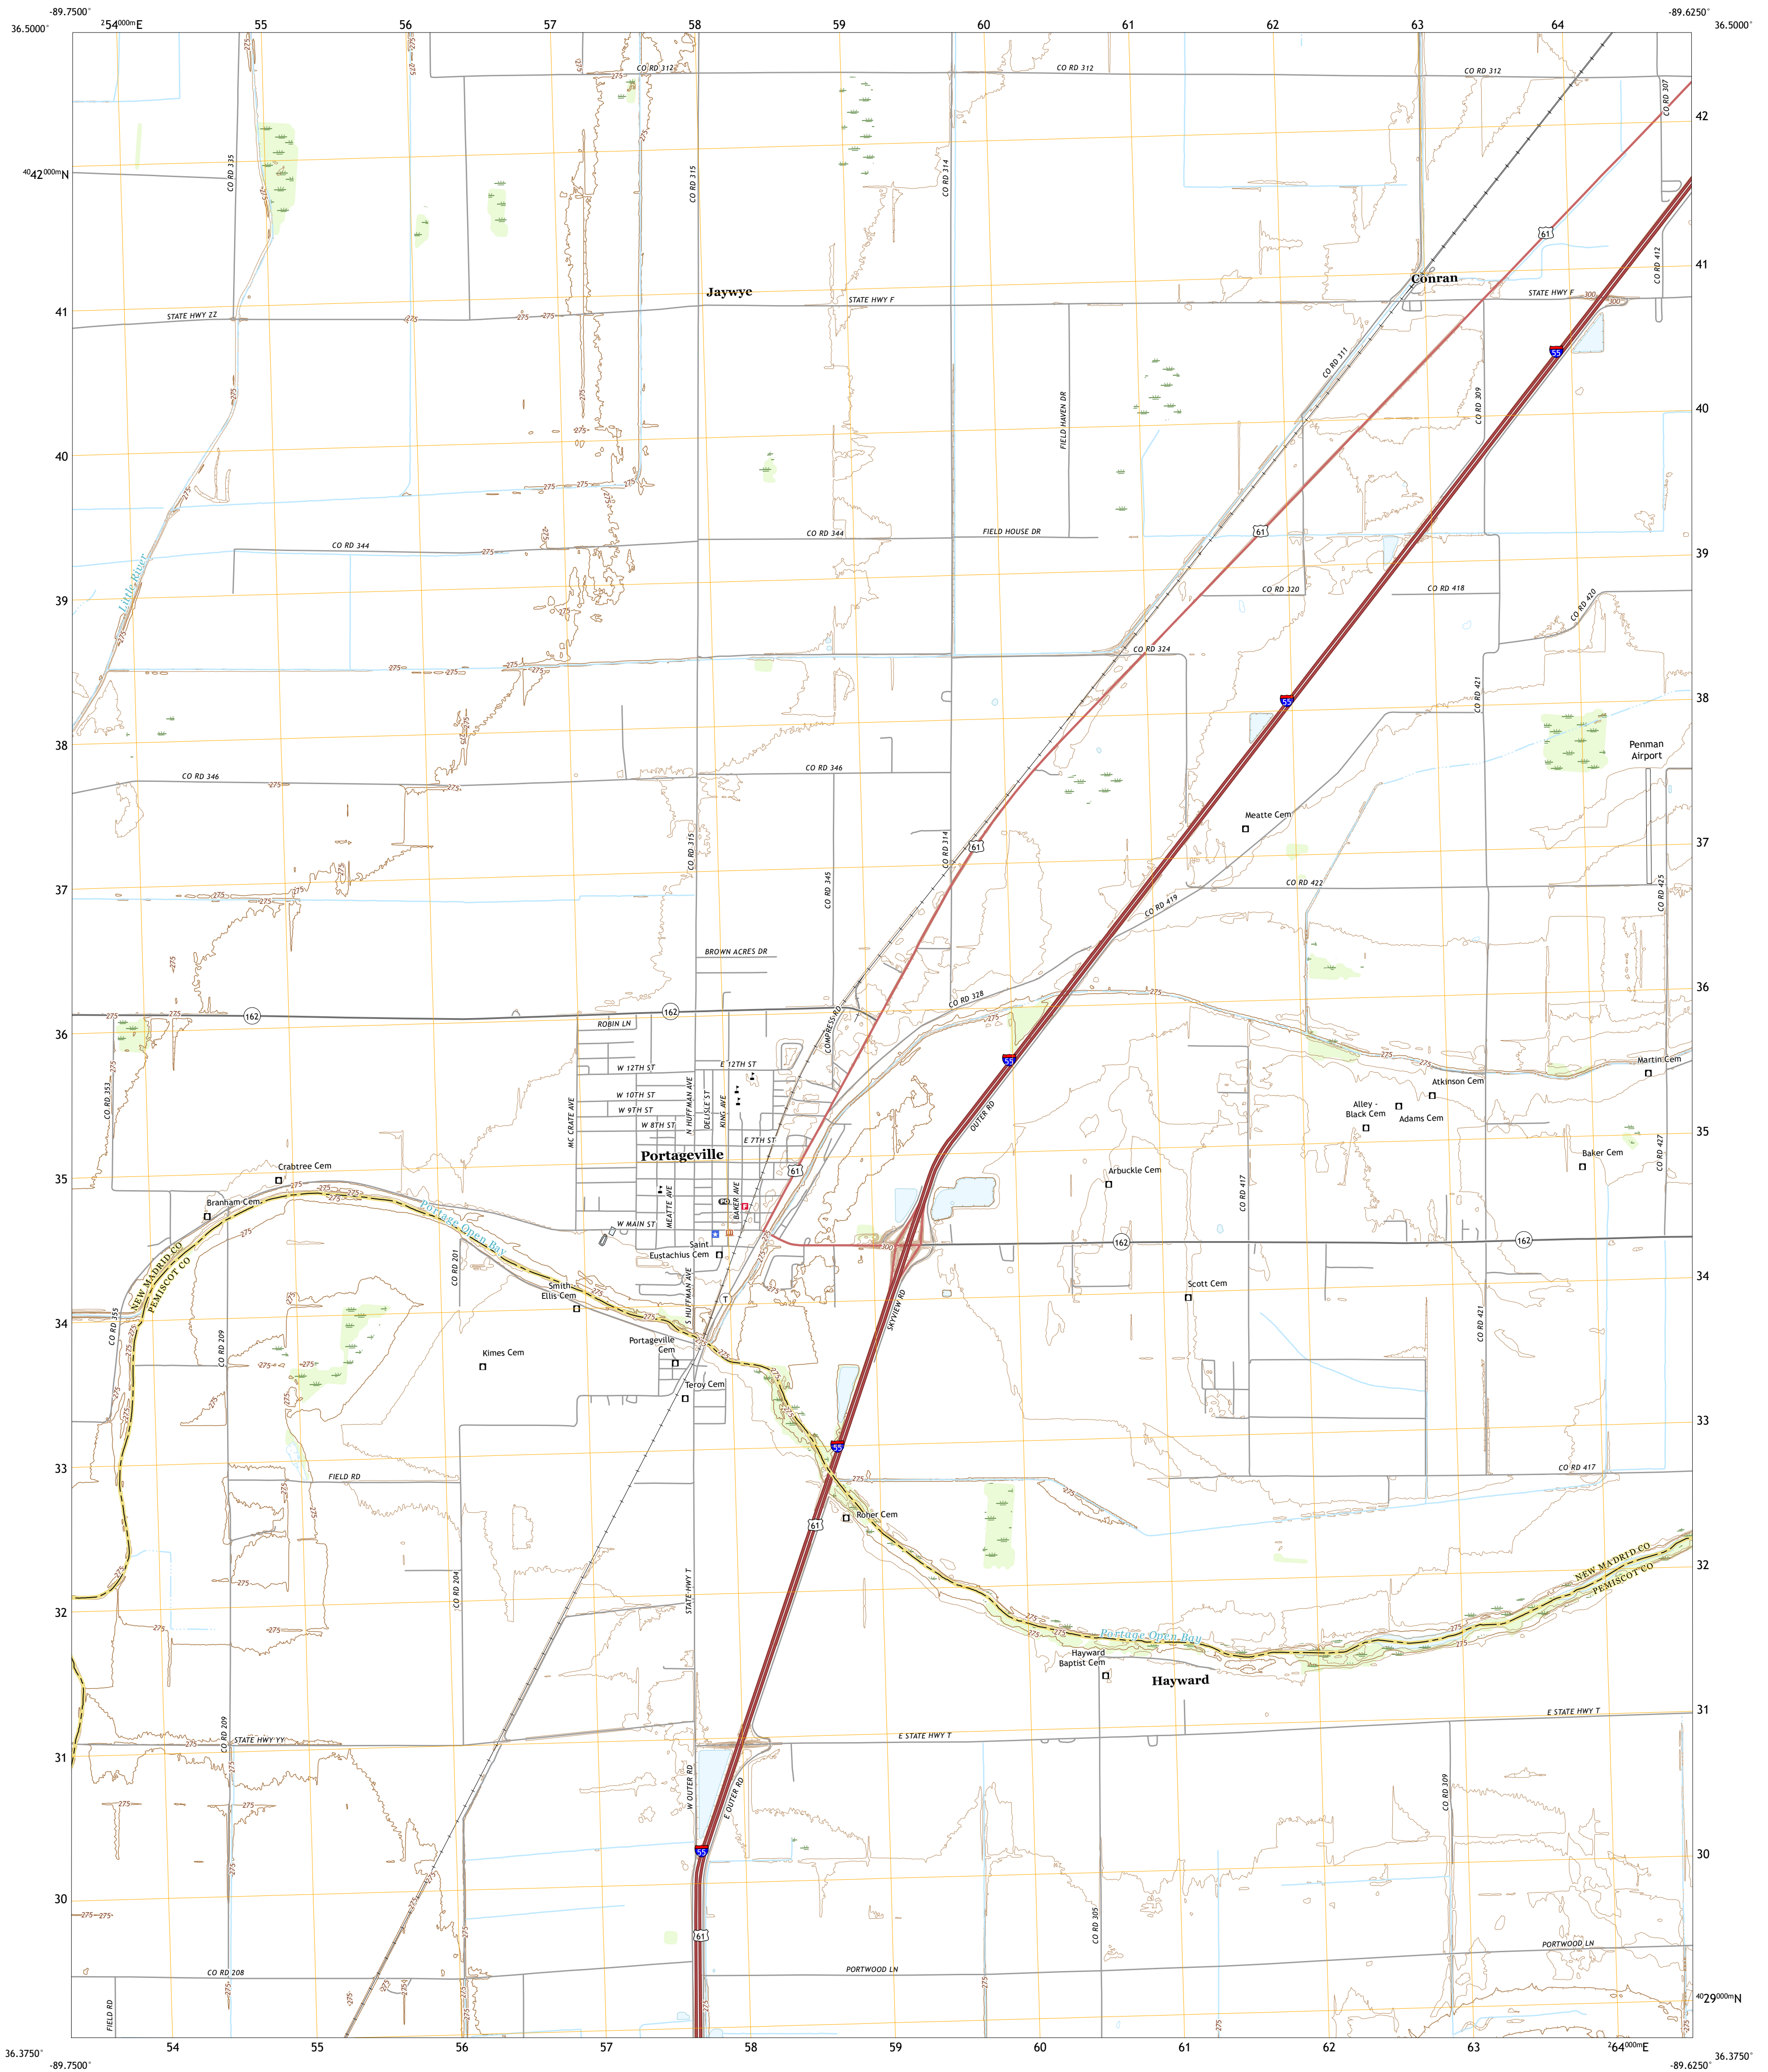 -89.7500°
-89.6250°
36.5000°
36.5000°
²54⁰⁰⁰ᵐE
55
56
57
58
59
60
61
62
63
64
CO RD 312
CO RD 312
CO RD 312
CO RD 307
42
⁴⁰42⁰⁰⁰ᵐN
CO RD 335
CO RD 315
CO RD 314
61
CO RD 412
41
41
Jaywye
Conran
STATE HWY ZZ
STATE HWY F
STATE HWY F
300
300
275
275
275
55
CO RD 311
CO RD 309
FIELD HAVEN DR
40
40
275
275
275
61
CO RD 344
CO RD 344
FIELD HOUSE DR
39
39
Little River
CO RD 320
CO RD 418
CO RD 420
CO RD 324
55
CO RD 421
38
38
Penman
Airport
CO RD 346
CO RD 346
Meatte Cem
61
CO RD 315
CO RD 314
CO RD 345
37
37
CO RD 422
CO RD 425
CO RD 419
BROWN ACRES DR
CO RD 328
36
36
162
162
ROBIN LN
COMPRESS RD
55
CO RD 353
W 12TH ST
E 12TH ST
Martin Cem
Atkinson Cem
W 10TH ST
W 9TH ST
W 8TH ST
E 7TH ST
MC CRATE AVE
N HUFFMAN AVE
DELISLE ST
KING AVE
OUTER RD
Alley -
Black Cem
Adams Cem
35
35
Portageville
61
Baker Cem
CO RD 427
Crabtree Cem
Arbuckle Cem
CO RD 417
Branham Cem
Portage Open Bay
MEATTE AVE
BAKER AVE
W MAIN ST
162
162
Saint
Eustachius Cem
300
NEW MADRID CO
PEMISCOT CO
CO RD 201
Smith-
Ellis Cem
S HUFFMAN AVE
T
SKYVIEW RD
Scott Cem
34
34
CO RD 355
CO RD 209
Portageville
Cem
Kimes Cem
Teroy Cem
CO RD 421
33
33
55
FIELD RD
CO RD 417
61
Roher Cem
32
32
NEW MADRID CO
PEMISCOT CO
CO RD 204
STATE HWY T
Portage Open Bay
Hayward
Baptist Cem
Hayward
31
31
CO RD 209
STATE HWY YY
E STATE HWY T
E STATE HWY T
W OUTER RD
E OUTER RD
CO RD 309
55
30
30
61
CO RD 305
PORTWOOD LN
PORTWOOD LN
CO RD 208
FIELD RD
⁴⁰29⁰⁰⁰ᵐN
54
55
56
57
58
59
60
61
62
63
²64⁰⁰⁰ᵐE
36.3750°
36.3750°
-89.7500°
-89.6250°